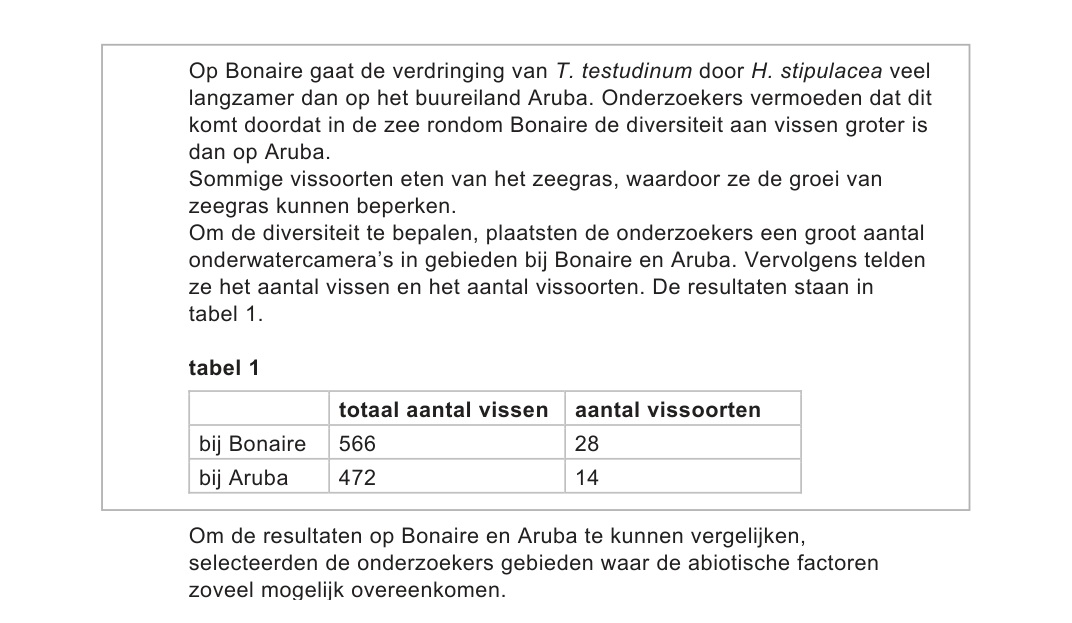 Op Bonaire gaat de verdringing van T. testudinum door H. stipulacea veel
langzamer dan op het buureiland Aruba. Onderzoekers vermoeden dat dit
komt doordat in de zee rondom Bonaire de diversiteit aan vissen groter is
dan op Aruba.
Sommige vissoorten eten van het zeegras, waardoor ze de groei van
zeegras kunnen beperken.
Om de diversiteit te bepalen, plaatsten de onderzoekers een groot aantal
onderwatercamera's in gebieden bij Bonaire en Aruba. Vervolgens telden
ze het aantal vissen en het aantal vissoorten. De resultaten staan in
tabel 1.
tabel 1
totaal aantal vissen aantal vissoorten
bij Bonaire 566 28
bij Aruba 472 14
Om de resultaten op Bonaire en Aruba te kunnen vergelijken,
selecteerden de onderzoekers gebieden waar de abiotische factoren
zoveel mogelijk overeenkomen.